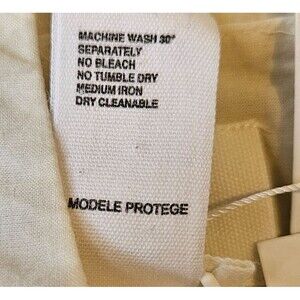 MACHINE WASH 30°
SEPARATELY
NO BLEACH
NO TUMBLE DRY
MEDIUM IRON
DRY CLEANABLE
MODELE PROTEGE